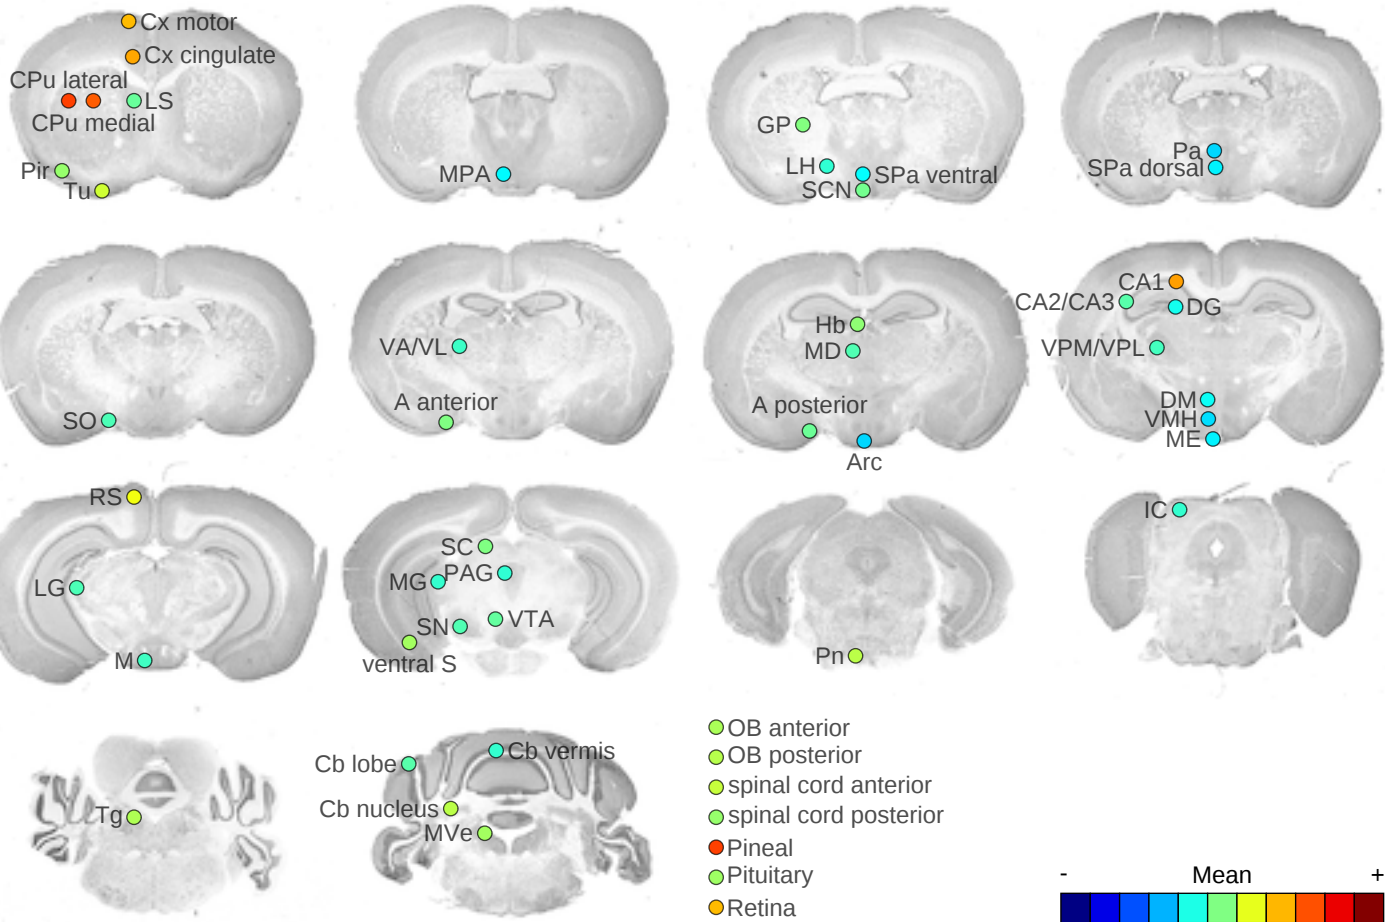 Cx motor
Cx cingulate
CPu lateral
LS
CPu medial
Pir
Tu
MPA
GP
LH
SPa ventral
SCN
Pa
SPa dorsal
SO
VA/VL
A anterior
Hb
MD
A posterior
Arc
CA1
CA2/CA3
DG
VPM/VPL
DM
VMH
ME
RS
LG
M
SC
MG
PAG
SN
VTA
ventral S
Pn
IC
Tg
Cb lobe
Cb vermis
Cb nucleus
MVe
OB anterior
OB posterior
spinal cord anterior
spinal cord posterior
Pineal
Pituitary
Retina
- Mean +